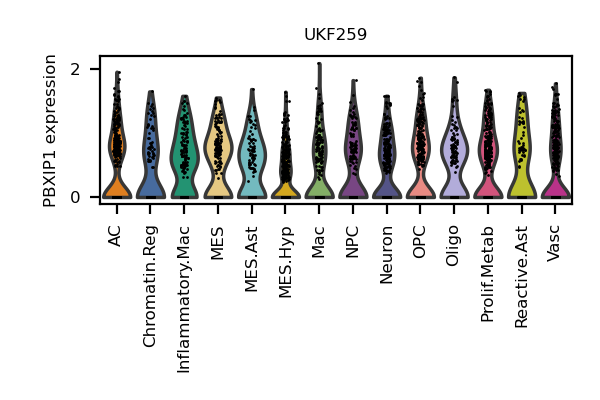 UKF259
PBXIP1 expression
2
0
AC
Chromatin.Reg
Inflammatory.Mac
MES
MES.Ast
MES.Hyp
Mac
NPC
Neuron
OPC
Oligo
Prolif.Metab
Reactive.Ast
Vasc